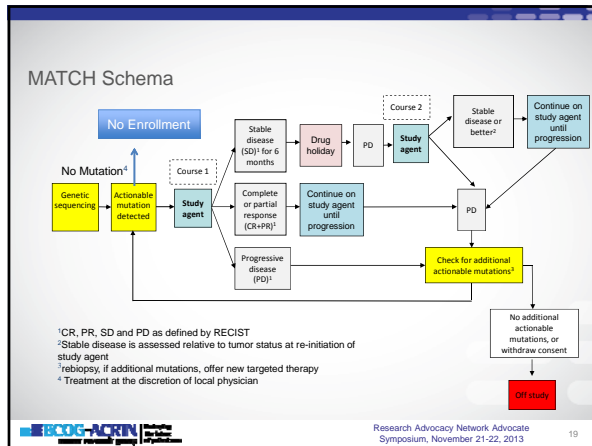 MATCH Schema
No Enrollment
No Mutation4
Genetic
sequencing
Actionable
mutation
detected
Course 1
Study
agent
Stable
disease
(SD)1 for 6
months
Drug
holiday
PD
Course 2
Study
agent
Stable
disease or
better2
Continue on
study agent
until
progression
Complete
or partial
response
(CR+PR)1
Continue on
study agent
until
progression
PD
Progressive
disease
(PD)1
Check for additional
actionable mutations3
No additional
actionable
mutations, or
withdraw consent
Off study
1CR, PR, SD and PD as defined by RECIST
2Stable disease is assessed relative to tumor status at re-initiation of
study agent
3rebiopsy, if additional mutations, offer new targeted therapy
4 Treatment at the discretion of local physician
ECOG-ACRIN
Research Advocacy Network Advocate
Symposium, November 21-22, 2013
19